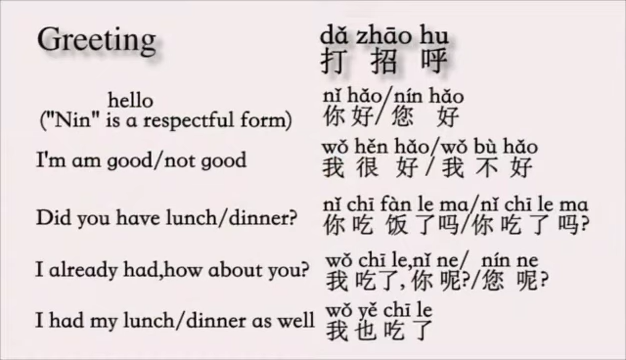 Greeting
dǎ zhāo hu
打 招 呼
hello
("Nin" is a respectful form)
nǐ hǎo/nín hǎo
你 好/您 好
I'm am good/not good
wǒ hěn hǎo/wǒ bù hǎo
我 很 好/我 不 好
Did you have lunch/dinner?
nǐ chī fàn le ma/nǐ chī le ma
你 吃 饭 了 吗/你 吃 了 吗?
I already had,how about you?
wǒ chī le,nǐ ne/ nín ne
我 吃 了, 你 呢?/您 呢?
I had my lunch/dinner as well
wǒ yě chī le
我 也 吃 了